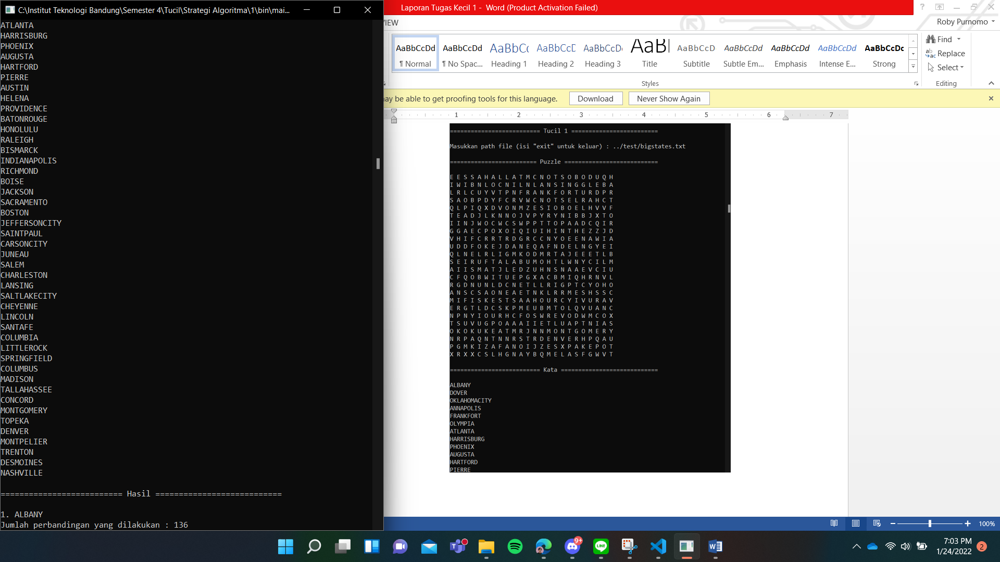 C:\Institut Teknologi Bandung\Semester 4\Tucil\Strategi Algoritma\1\bin\mai...
ATLANTA
HARRISBURG
PHOENIX
AUGUSTA
HARTFORD
PIERRE
AUSTIN
HELENA
PROVIDENCE
BATONROUGE
HONOLULU
RALEIGH
BISMARCK
INDIANAPOLIS
RICHMOND
BOISE
JACKSON
SACRAMENTO
BOSTON
JEFFERSONCITY
SAINTPAUL
CARSONCITY
JUNEAU
SALEM
CHARLESTON
LANSING
SALTLAKECITY
CHEYENNE
LINCOLN
SANTAFE
COLUMBIA
LITTLEROCK
SPRINGFIELD
COLUMBUS
MADISON
TALLAHASSEE
CONCORD
MONTGOMERY
TOPEKA
DENVER
MONTPELIER
TRENTON
DESMOINES
NASHVILLE
========================== Hasil ===========================
1. ALBANY
Jumlah perbandingan yang dilakukan : 136
Laporan Tugas Kecil 1 - Word (Product Activation Failed)
VIEW
Roby Purnomo
AaBbCcDd AaBbCcDd AaBbCc AaBbCcD AaBbCcDd AaBl AaBbCcD AaBbCcDd AaBbCcDd AaBbCcDd AaBbCcDd
¶ Normal ¶ No Spac... Heading 1 Heading 2 Heading 3 Title Subtitle Subtle Em... Emphasis Intense E... Strong
Styles
Find
Replace
Select
Editing
may be able to get proofing tools for this language. Download Never Show Again
1 2 3 4 5 6 7
========================== Tucil 1 =========================
Masukkan path file (isi "exit" untuk keluar) : ../test/bigstates.txt
========================= Puzzle ===========================
E E S S A H A L L A T M C N O T S O B O D U Q H
I W I B N L O C N I L N L A N S I N G G L E B A
L R L C U Y V T P N F R A N K F O R T U R D P R
S A O B P D Y F C R V W C N O T S E L R A H C T
Q L P I Q X D V O N M Z E S I O B O E L H V V F
T E A D J L K N N O J V P Y R Y N I B B J X T O
I I N J W O C W C S W P P T T O P A A D C Q I R
G G A E C P O X O I Q I U I H I N T H E Z Z J D
V H I F C R R T R D G R C C N Y O E E N A W I A
U D D F O K E J D A N E Q A F N D E L N G Y E I
Q L N E L R L I G M K O D M R T A J E E E T L B
S E I R U F T A L A B U M O H T L W N Y C I L M
A I I S M A T J L E D Z U H N S N A A E V C I U
C F Q O B W I T U E P G X A C B M I Q H R N V L
R G D N U N L D C N E T L L R I G P T C Y O H O
A N S C S A O N E A E T N K L R R M E S H S S C
M I F I S K E S T S A A H O U R C Y I V U R A V
E R G T L D C S K P M E U B M T O L Q V U A N C
N P N Y I O U R H C F O S W R E V O D W M C O X
T S U V U G P O A A A I I E T L U A P T N I A S
O K O K U K E A T M R J N N M O N T G O M E R Y
N R P A Q N T N N R S T R D E N V E R H P Q A U
P G M K I Z A F A N O I J Z E S X P A K E P O T
X R X X C S L H G N A Y B Q M E L A S F G W V T
========================== Kata ============================
ALBANY
DOVER
OKLAHOMACITY
ANNAPOLIS
FRANKFORT
OLYMPIA
ATLANTA
HARRISBURG
PHOENIX
AUGUSTA
HARTFORD
PIERRE
100%
9+
7:03 PM
1/24/2022
2